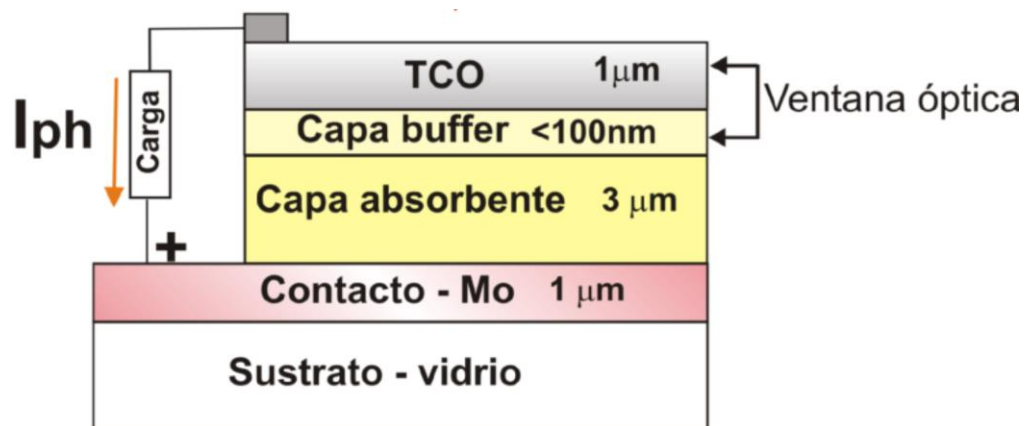 TCO 1μm
Capa buffer <100nm
Ventana óptica
Iph
Carga
Capa absorbente 3 μm
+
Contacto - Mo 1 μm
Sustrato - vidrio